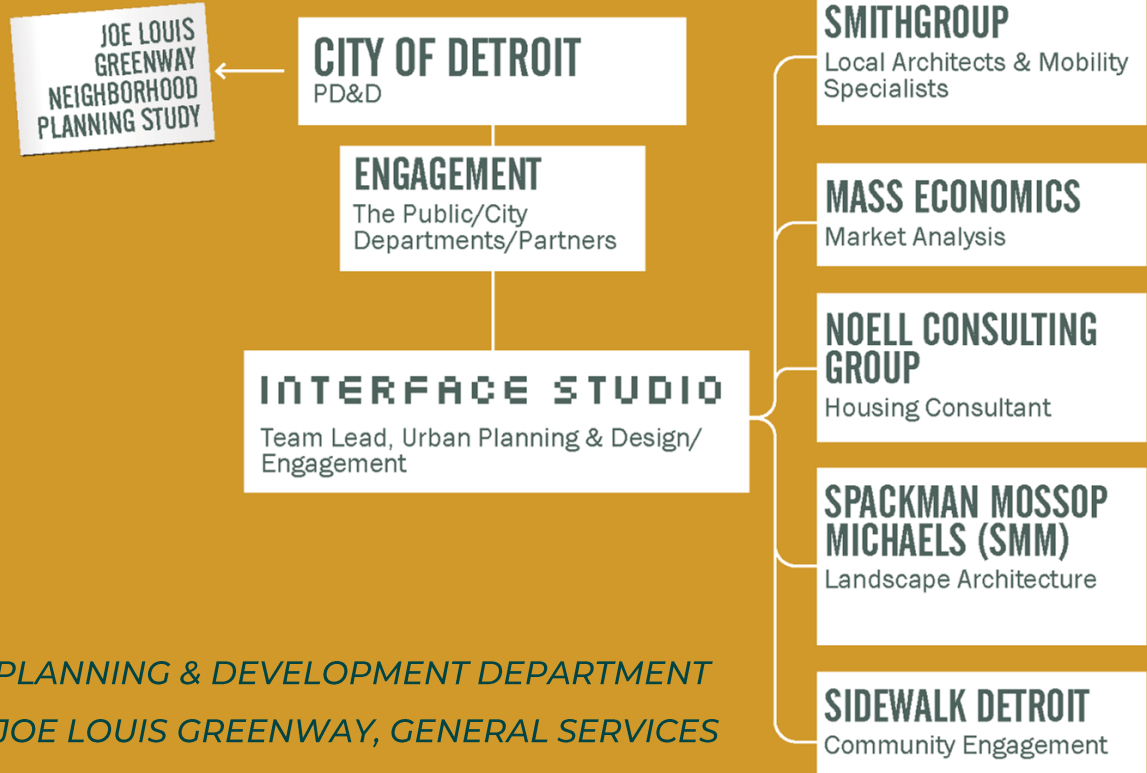 JOE LOUIS
GREENWAY
NEIGHBORHOOD
PLANNING STUDY
CITY OF DETROIT
PD&D
ENGAGEMENT
The Public/City
Departments/Partners
INTERFACE STUDIO
Team Lead, Urban Planning & Design/
Engagement
SMITHGROUP
Local Architects & Mobility
Specialists
MASS ECONOMICS
Market Analysis
NOELL CONSULTING
GROUP
Housing Consultant
SPACKMAN MOSSOP
MICHAELS (SMM)
Landscape Architecture
SIDEWALK DETROIT
Community Engagement
PLANNING & DEVELOPMENT DEPARTMENT
JOE LOUIS GREENWAY, GENERAL SERVICES